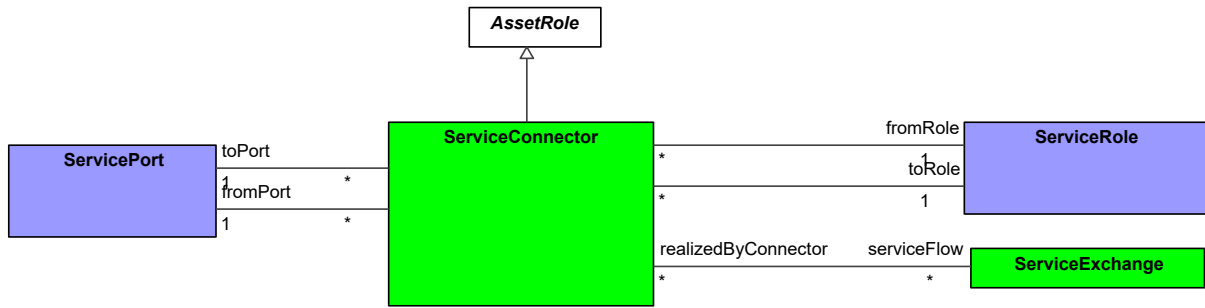 AssetRole
ServiceConnector
fromRole
ServiceRole
toPort
ServicePort
*
1
1
*
toRole
fromPort
*
1
1
*
realizedByConnector
serviceFlow
ServiceExchange
*
*